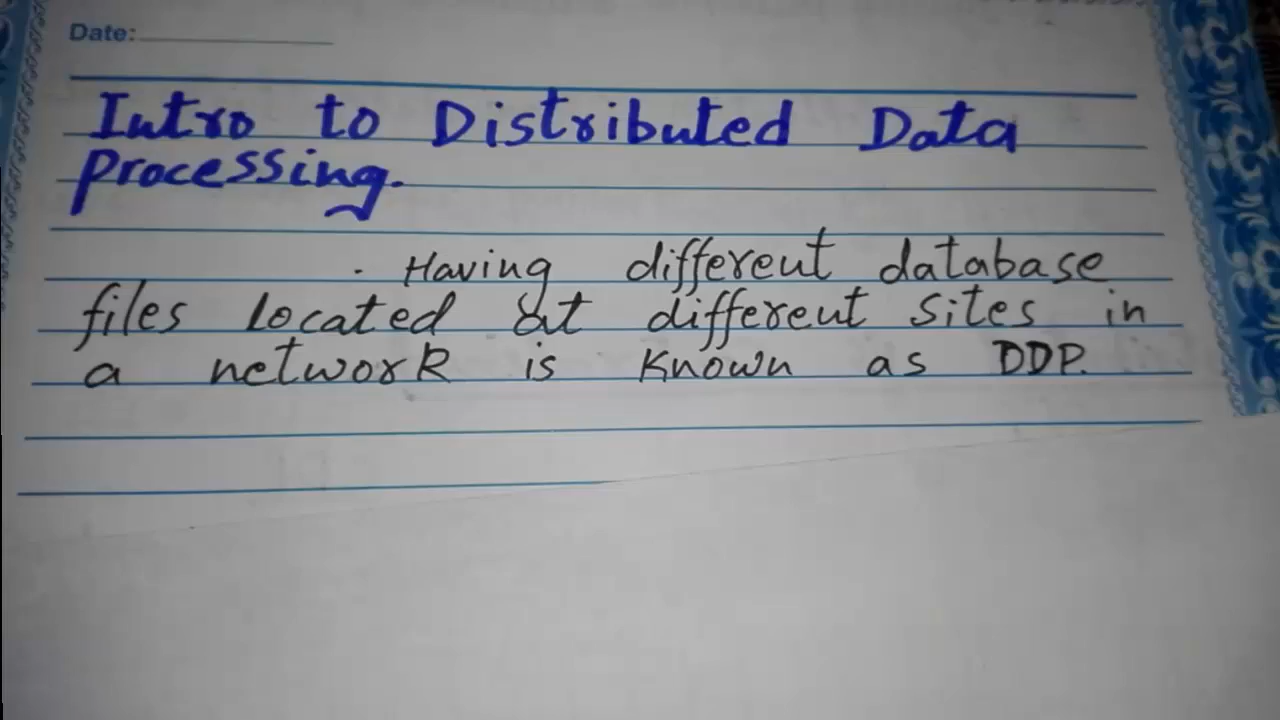 Date:
Intro to Distributed Data
Processing.
. Having different database
files located at different sites in
a network is known as DDP.